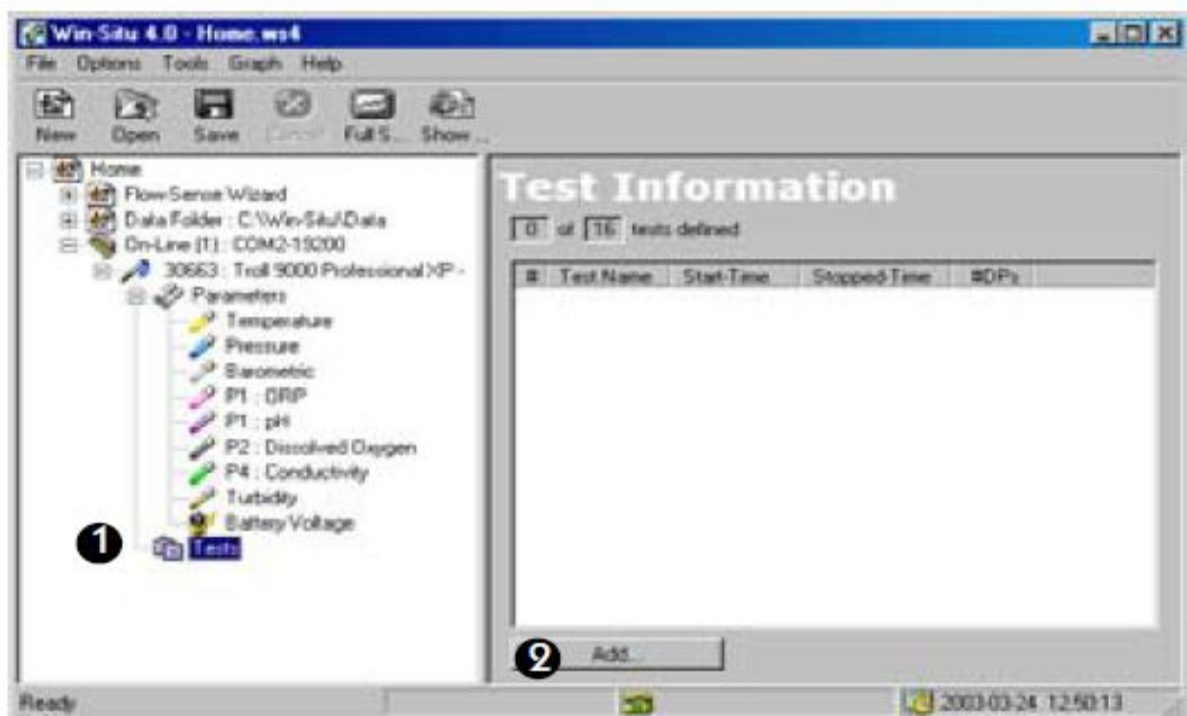 Win-Situ 4.0 - Home.ws4
File Options Tools Graph Help
New Open Save Cancel Full S... Show ...
Home
Flow-Sense Wizard
Data Folder : C:\Win-Situ\Data
On-Line (1) : COM2-19200
30663 : Troll 9000 Professional XP -
Parameters
Temperature
Pressure
Barometric
P1 : ORP
P1 : pH
P2 : Dissolved Oxygen
P4 : Conductivity
Turbidity
Battery Voltage
1 Tests
Test Information
0 of 16 tests defined
# Test Name Start-Time Stopped-Time #DPs
2 Add...
Ready 2003-03-24 12:50:13